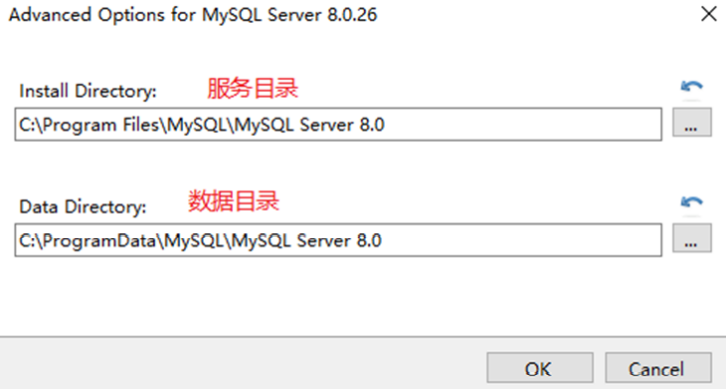 Advanced Options for MySQL Server 8.0.26
Install Directory: 服务目录
C:\Program Files\MySQL\MySQL Server 8.0
...
Data Directory: 数据目录
C:\ProgramData\MySQL\MySQL Server 8.0
...
OK Cancel